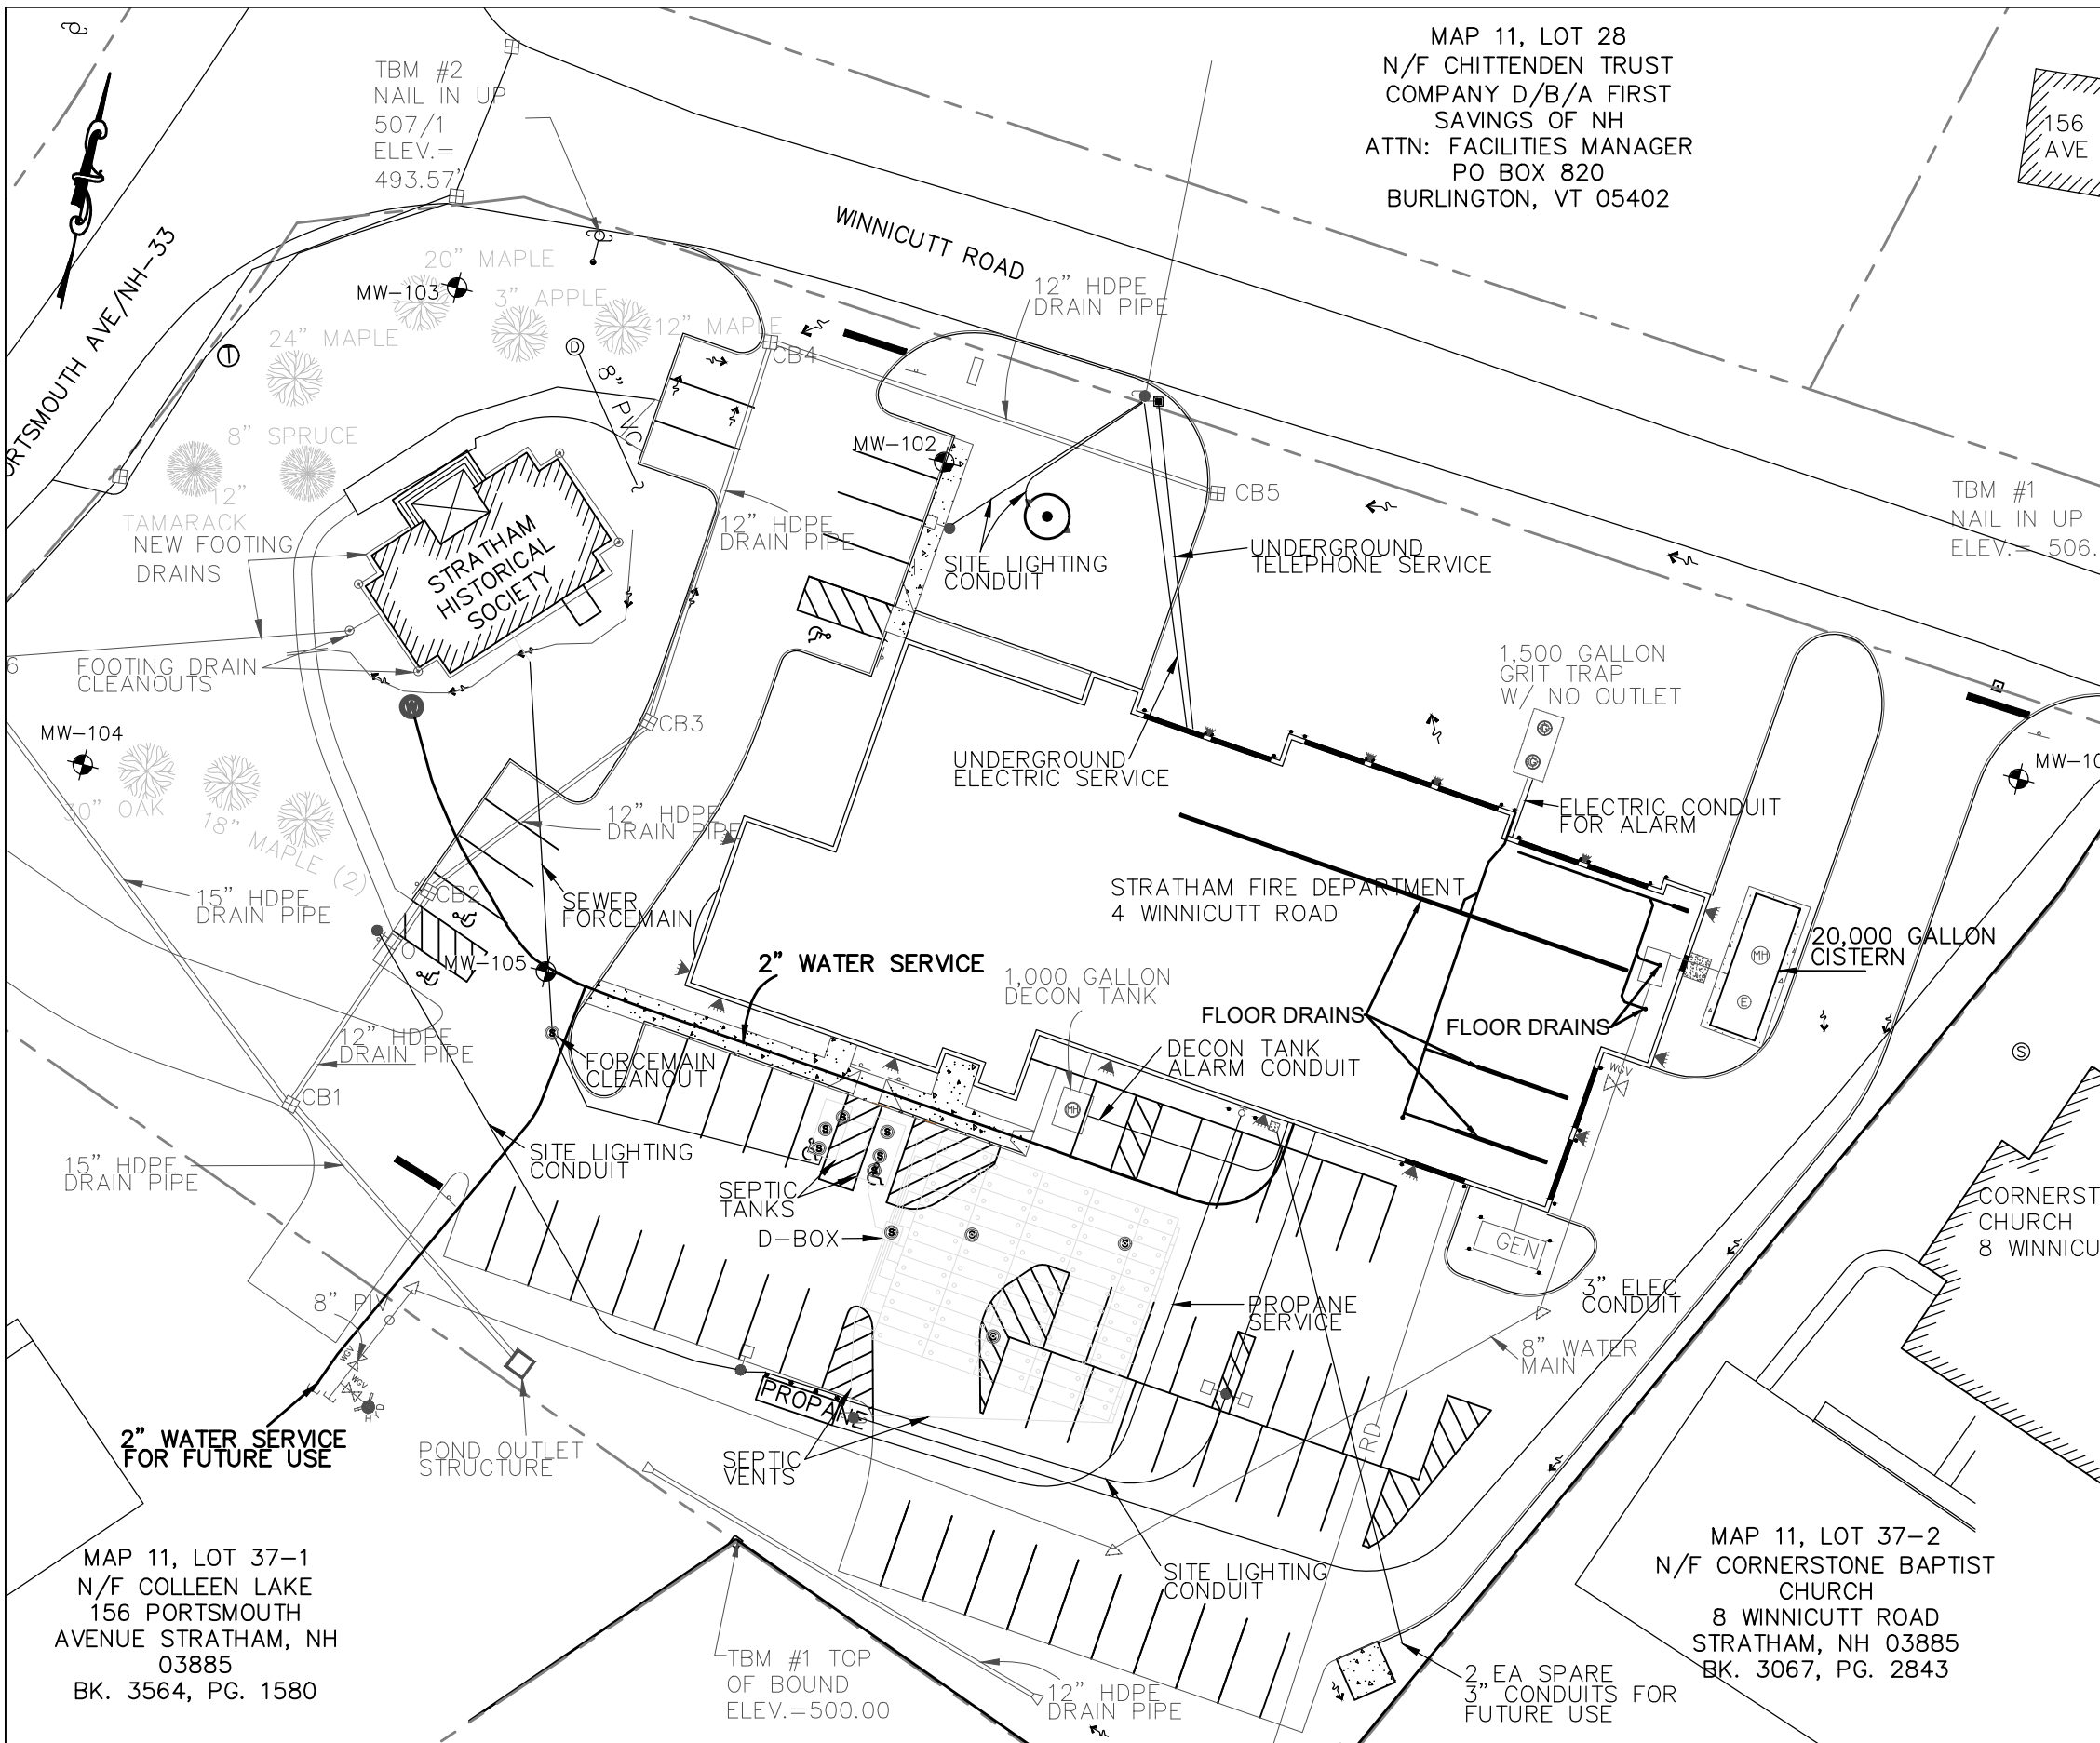 TBM #2
NAIL IN UP
507/1
ELEV.=
493.57'
MAP 11, LOT 28
N/F CHITTENDEN TRUST
COMPANY D/B/A FIRST
SAVINGS OF NH
ATTN: FACILITIES MANAGER
PO BOX 820
BURLINGTON, VT 05402
156
AVE
WINNICUTT ROAD
ORTSMOUTH AVE/NH-33
20" MAPLE
MW-103
3" APPLE
12" MAPLE
24" MAPLE
8" SPRUCE
12"
TAMARACK
D
8" PVC
CB4
12" HDPE
DRAIN PIPE
MW-102
CB5
12" HDPE
DRAIN PIPE
NEW FOOTING
DRAINS
STRATHAM
HISTORICAL
SOCIETY
SITE LIGHTING
CONDUIT
UNDERGROUND
TELEPHONE SERVICE
TBM #1
NAIL IN UP
ELEV.= 506.
6
FOOTING DRAIN
CLEANOUTS
1,500 GALLON
GRIT TRAP
W/ NO OUTLET
G
G
MW-104
CB3
UNDERGROUND
ELECTRIC SERVICE
MW-10
30" OAK
18" MAPLE (2)
12" HDPE
DRAIN PIPE
ELECTRIC CONDUIT
FOR ALARM
15" HDPE
DRAIN PIPE
CB2
SEWER
FORCEMAIN
STRATHAM FIRE DEPARTMENT
4 WINNICUTT ROAD
20,000 GALLON
CISTERN
MH
E
MW-105
2" WATER SERVICE
1,000 GALLON
DECON TANK
FLOOR DRAINS
FLOOR DRAINS
12" HDPE
DRAIN PIPE
S
FORCEMAIN
CLEANOUT
DECON TANK
ALARM CONDUIT
WGV
S
CB1
MH
15" HDPE
DRAIN PIPE
SITE LIGHTING
CONDUIT
SEPTIC
TANKS
S
S
S
S
S
S
D-BOX
S
S
S
S
GEN
CORNERST
CHURCH
8 WINNICU
8" PIV
WGV
WGV
HYD
3" ELEC
CONDUIT
PROPANE
SERVICE
8" WATER
MAIN
PROPANE
RD
2" WATER SERVICE
FOR FUTURE USE
POND OUTLET
STRUCTURE
SEPTIC
VENTS
MAP 11, LOT 37-1
N/F COLLEEN LAKE
156 PORTSMOUTH
AVENUE STRATHAM, NH
03885
BK. 3564, PG. 1580
SITE LIGHTING
CONDUIT
MAP 11, LOT 37-2
N/F CORNERSTONE BAPTIST
CHURCH
8 WINNICUTT ROAD
STRATHAM, NH 03885
BK. 3067, PG. 2843
TBM #1 TOP
OF BOUND
ELEV.=500.00
12" HDPE
DRAIN PIPE
2 EA SPARE
3" CONDUITS FOR
FUTURE USE